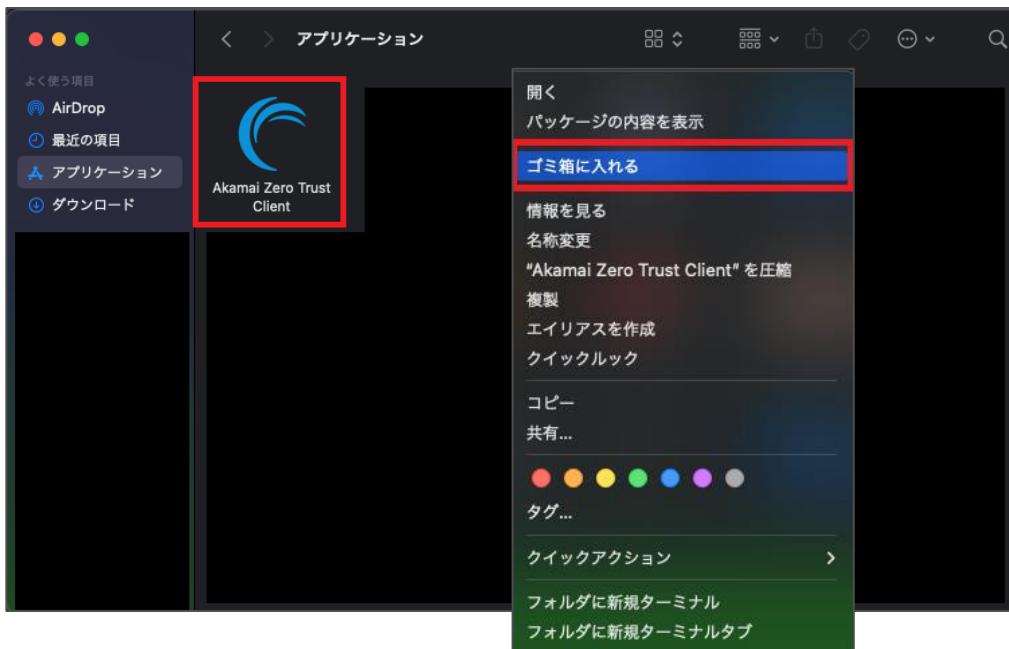 アプリケーション
よく使う項目
AirDrop
最近の項目
アプリケーション
ダウンロード
Akamai Zero Trust
Client
開く
パッケージの内容を表示
ゴミ箱に入れる
情報を見る
名称変更
“Akamai Zero Trust Client” を圧縮
複製
エイリアスを作成
クイックルック
コピー
共有...
タグ...
クイックアクション
フォルダに新規ターミナル
フォルダに新規ターミナルタブ